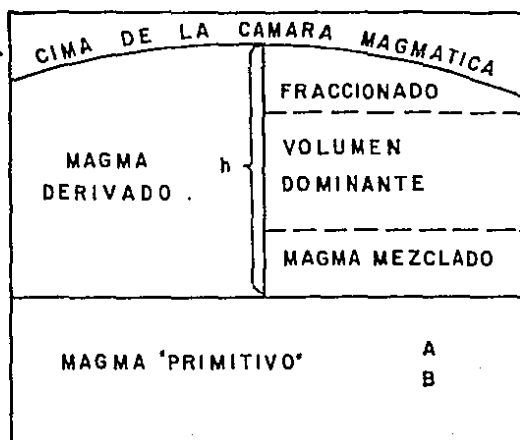 CIMA DE LA CAMARA MAGMATICA
FRACCIONADO
MAGMA
DERIVADO .
h
VOLUMEN
DOMINANTE
MAGMA MEZCLADO
MAGMA "PRIMITIVO"
A
B